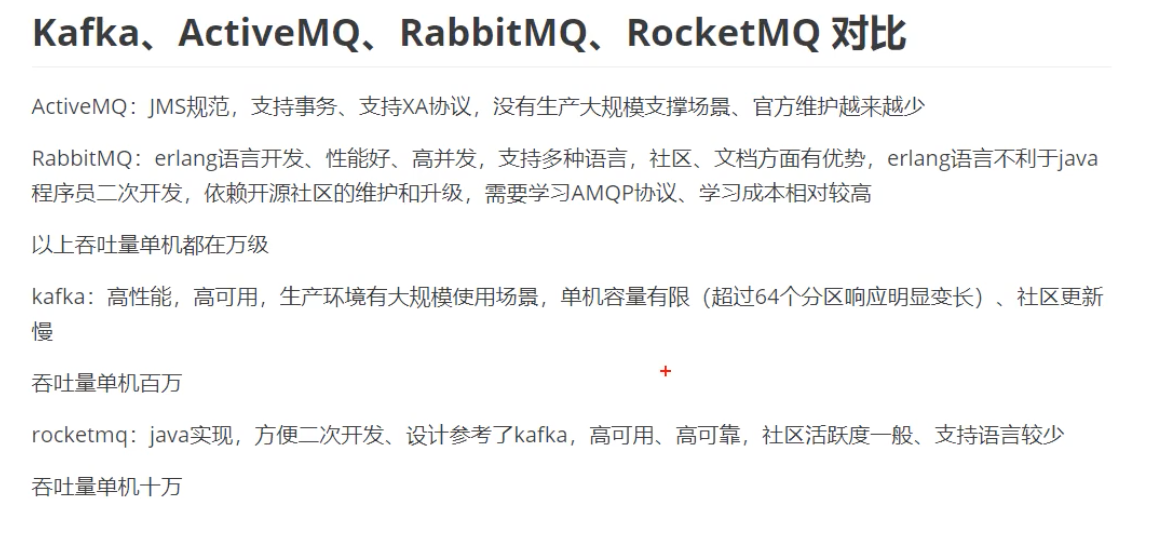 Kafka、ActiveMQ、RabbitMQ、RocketMQ 对比
ActiveMQ：JMS规范，支持事务、支持XA协议，没有生产大规模支撑场景、官方维护越来越少
RabbitMQ：erlang语言开发、性能好、高并发，支持多种语言，社区、文档方面有优势，erlang语言不利于java
程序员二次开发，依赖开源社区的维护和升级，需要学习AMQP协议、学习成本相对较高
以上吞吐量单机都在万级
kafka：高性能，高可用，生产环境有大规模使用场景，单机容量有限（超过64个分区响应明显变长）、社区更新
慢
吞吐量单机百万
rocketmq：java实现，方便二次开发、设计参考了kafka，高可用、高可靠，社区活跃度一般、支持语言较少
吞吐量单机十万